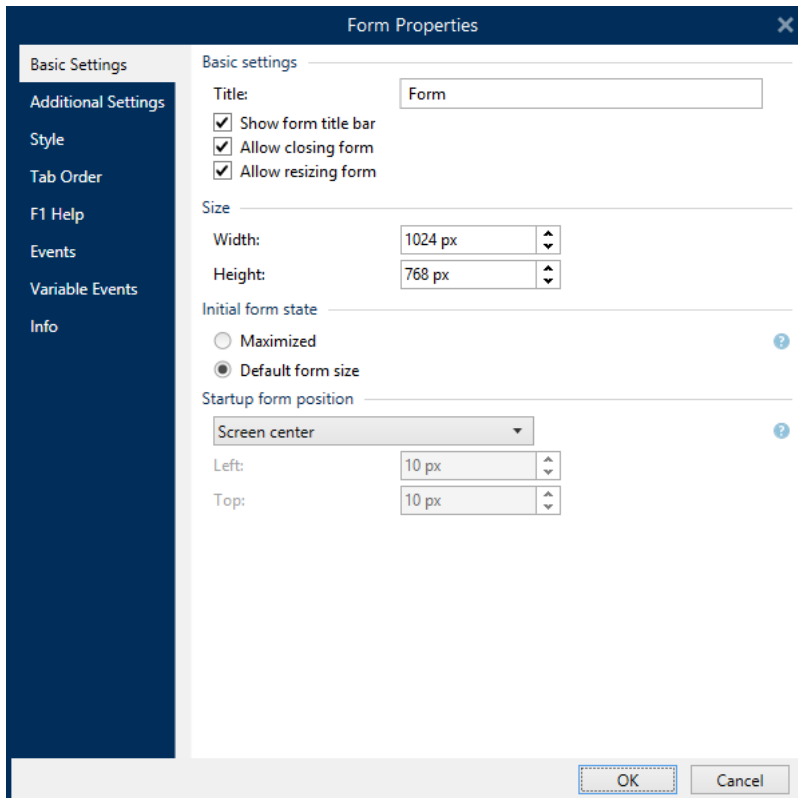 Form Properties
Basic Settings
Additional Settings
Style
Tab Order
F1 Help
Events
Variable Events
Info
Basic settings
Title: Form
Show form title bar
Allow closing form
Allow resizing form
Size
Width: 1024 px
Height: 768 px
Initial form state
Maximized
?
Default form size
Startup form position
Screen center
?
Left: 10 px
Top: 10 px
OK Cancel